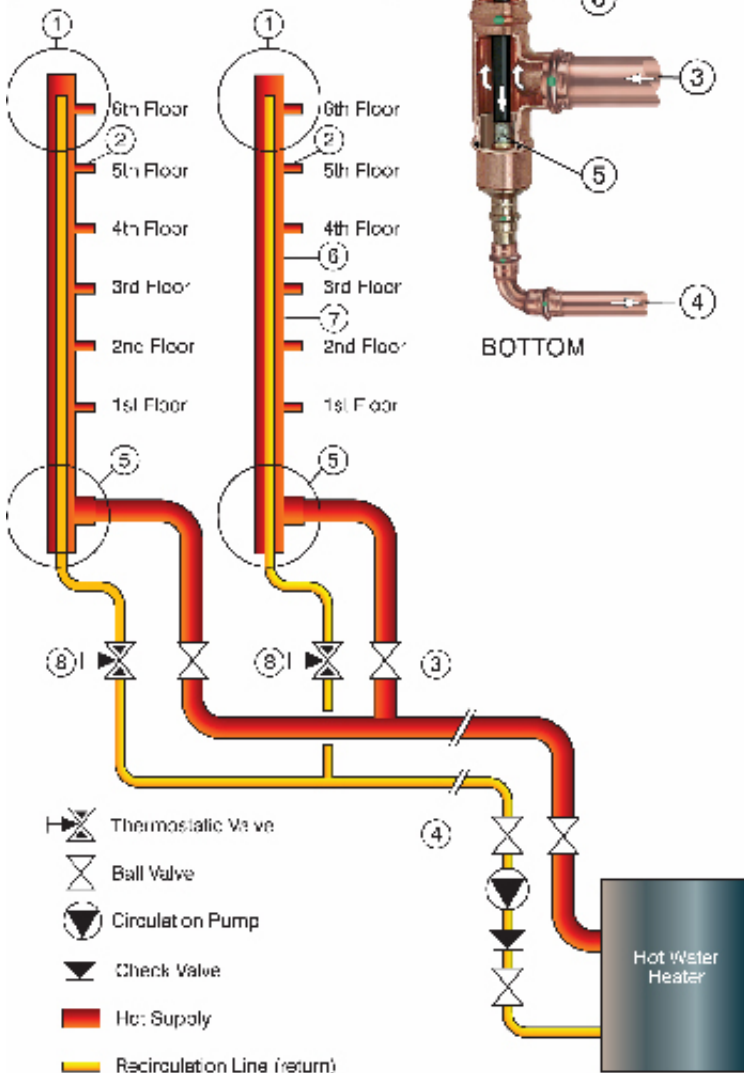 1
1
6
3
5
4
BOTTOM
6th Floor
2
5th Floor
4th Floor
3rd Floor
2nd Floor
1st Floor
5
6th Floor
2
5th Floor
4th Floor
6
3rd Floor
7
2nd Floor
1st Floor
5
8
8
3
4
Thermostatic Valve
Ball Valve
Circulation Pump
Check Valve
Hot Supply
Recirculation Line (return)
Hot Water
Heater